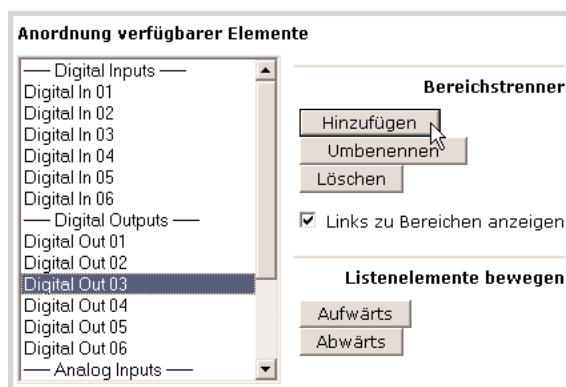 Anordnung verfügbarer Elemente
— Digital Inputs —
Digital In 01
Digital In 02
Digital In 03
Digital In 04
Digital In 05
Digital In 06
— Digital Outputs —
Digital Out 01
Digital Out 02
Digital Out 03
Digital Out 04
Digital Out 05
Digital Out 06
— Analog Inputs —
Bereichstrenner
Hinzufügen
Umbenennen
Löschen
Links zu Bereichen anzeigen
Listenelemente bewegen
Aufwärts
Abwärts